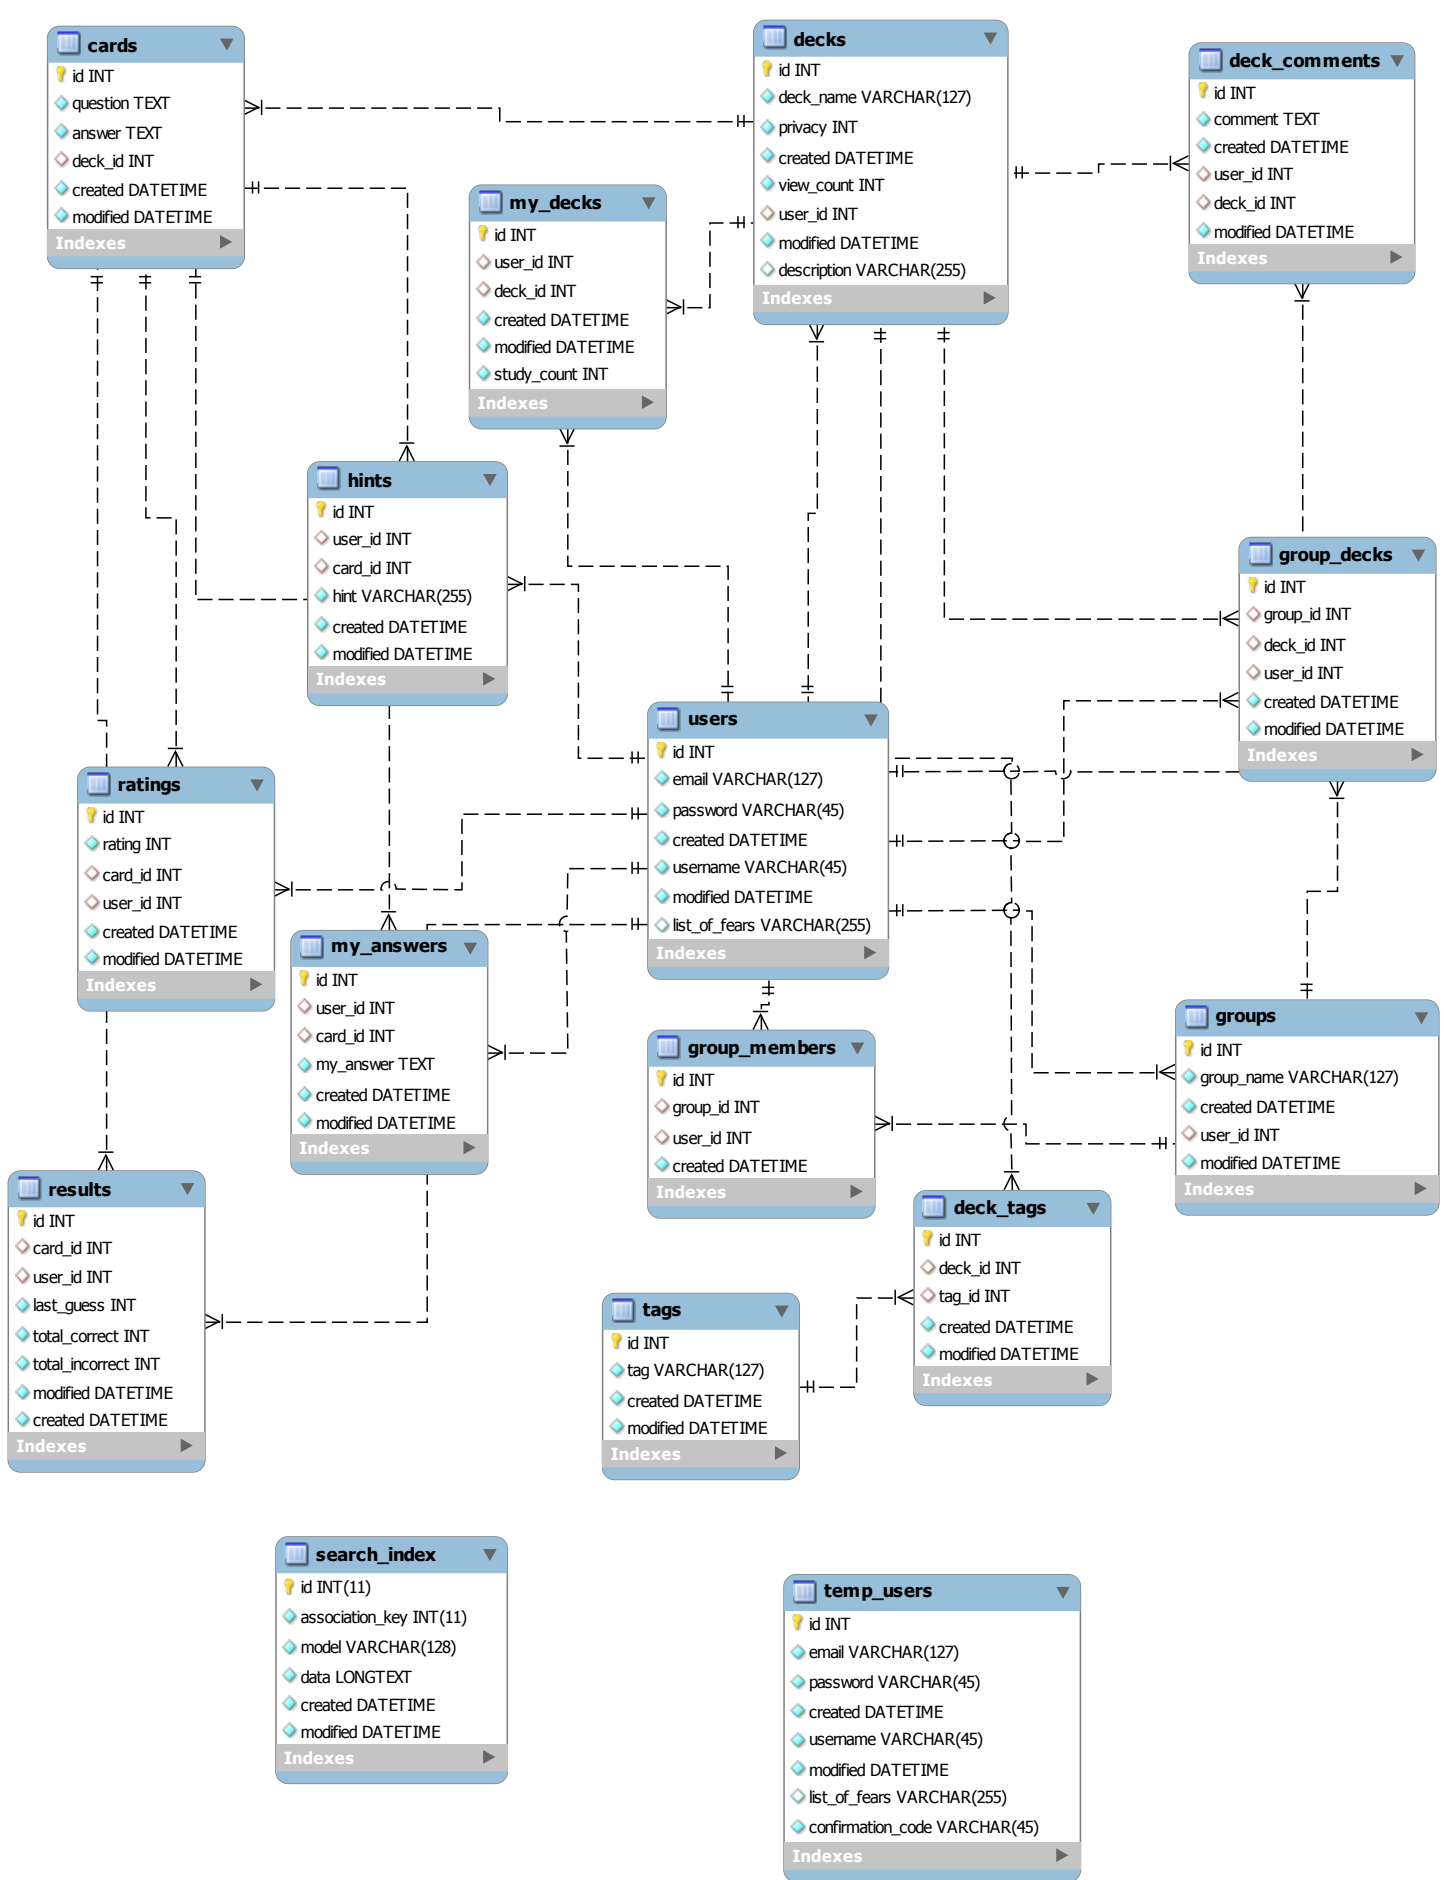 cards
id INT
question TEXT
answer TEXT
deck_id INT
created DATETIME
modified DATETIME
Indexes
decks
id INT
deck_name VARCHAR(127)
privacy INT
created DATETIME
view_count INT
user_id INT
modified DATETIME
description VARCHAR(255)
Indexes
deck_comments
id INT
comment TEXT
created DATETIME
user_id INT
deck_id INT
modified DATETIME
Indexes
my_decks
id INT
user_id INT
deck_id INT
created DATETIME
modified DATETIME
study_count INT
Indexes
hints
id INT
user_id INT
card_id INT
hint VARCHAR(255)
created DATETIME
modified DATETIME
Indexes
group_decks
id INT
group_id INT
deck_id INT
user_id INT
created DATETIME
modified DATETIME
Indexes
users
id INT
email VARCHAR(127)
password VARCHAR(45)
created DATETIME
username VARCHAR(45)
modified DATETIME
list_of_fears VARCHAR(255)
Indexes
ratings
id INT
rating INT
card_id INT
user_id INT
created DATETIME
modified DATETIME
Indexes
my_answers
id INT
user_id INT
card_id INT
my_answer TEXT
created DATETIME
modified DATETIME
Indexes
group_members
id INT
group_id INT
user_id INT
created DATETIME
Indexes
groups
id INT
group_name VARCHAR(127)
created DATETIME
user_id INT
modified DATETIME
Indexes
results
id INT
card_id INT
user_id INT
last_guess INT
total_correct INT
total_incorrect INT
modified DATETIME
created DATETIME
Indexes
deck_tags
id INT
deck_id INT
tag_id INT
created DATETIME
modified DATETIME
Indexes
tags
id INT
tag VARCHAR(127)
created DATETIME
modified DATETIME
Indexes
search_index
id INT(11)
association_key INT(11)
model VARCHAR(128)
data LONGTEXT
created DATETIME
modified DATETIME
Indexes
temp_users
id INT
email VARCHAR(127)
password VARCHAR(45)
created DATETIME
username VARCHAR(45)
modified DATETIME
list_of_fears VARCHAR(255)
confirmation_code VARCHAR(45)
Indexes